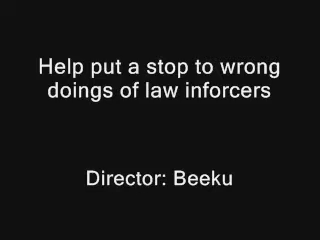 Help put a stop to wrong
doings of law inforcers
Director: Beeku